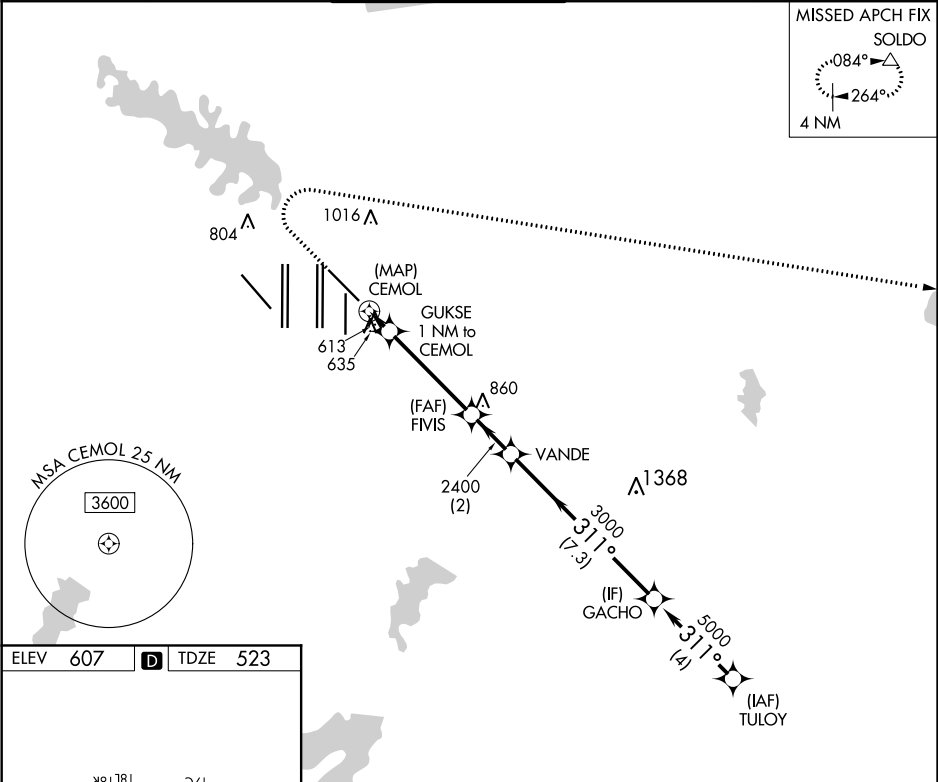 MISSED APCH FIX
SOLDO
084°
264°
4 NM
1016
804
(MAP)
CEMOL
GUKSE
1 NM to
CEMOL
613
635
860
(FAF)
FIVIS
VANDE
2400
(2)
1368
MSA CEMOL 25 NM
3600
3000
311°
(7.3)
(IF)
GACHO
5000
311°
(4)
(IAF)
TULOY
ELEV 607 D TDZE 523